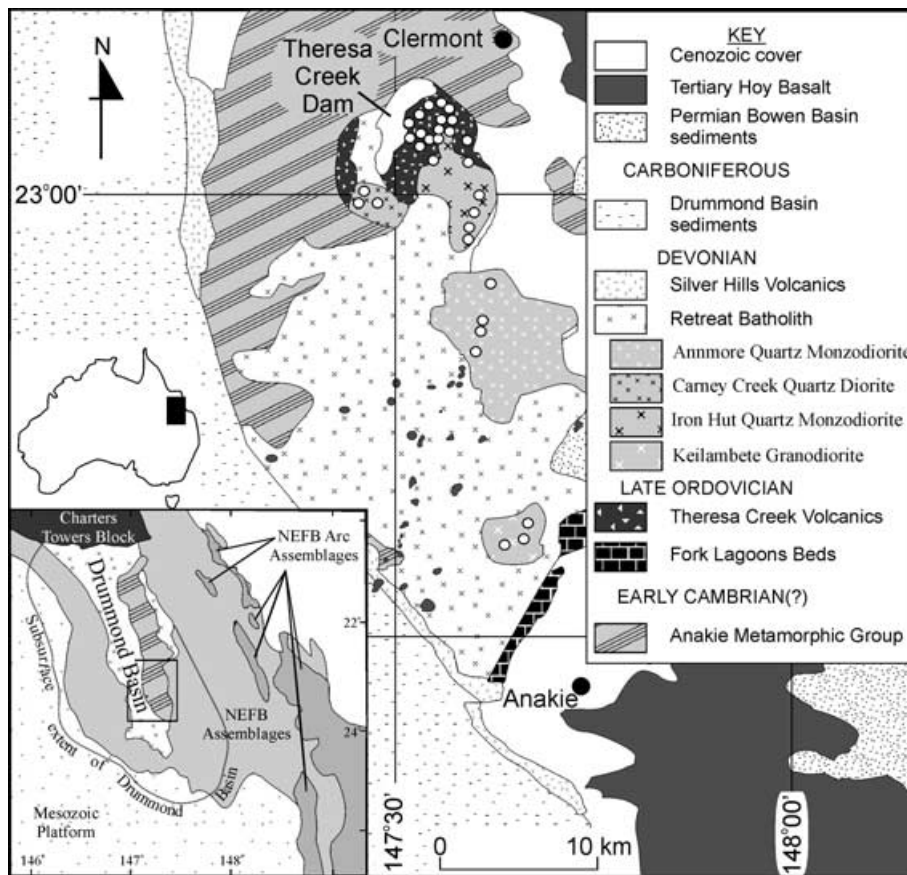 N
Theresa
Creek
Dam
Clermont
23°00'
Anakie
147°30'
148°00'
0
10 km
KEY
Cenozoic cover
Tertiary Hoy Basalt
Permian Bowen Basin
sediments
CARBONIFEROUS
Drummond Basin
sediments
DEVONIAN
Silver Hills Volcanics
Retreat Batholith
Annmore Quartz Monzodiorite
Carney Creek Quartz Diorite
Iron Hut Quartz Monzodiorite
Keilambete Granodiorite
LATE ORDOVICIAN
Theresa Creek Volcanics
Fork Lagoons Beds
EARLY CAMBRIAN(?)
Anakie Metamorphic Group
Charters
Towers Block
NEFB Arc
Assemblages
Drummond Basin
Subsurface
extent of Drummond
Basin
NEFB
Assemblages
Mesozoic
Platform
22°
24°
146°
147°
148°